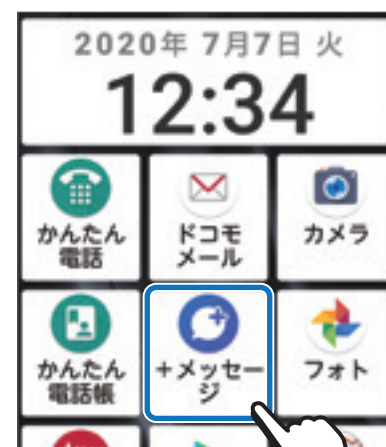 2020年 7月7日 火
12:34
かんたん
電話
ドコモ
メール
カメラ
かんたん
電話帳
+メッセー
ジ
フォト